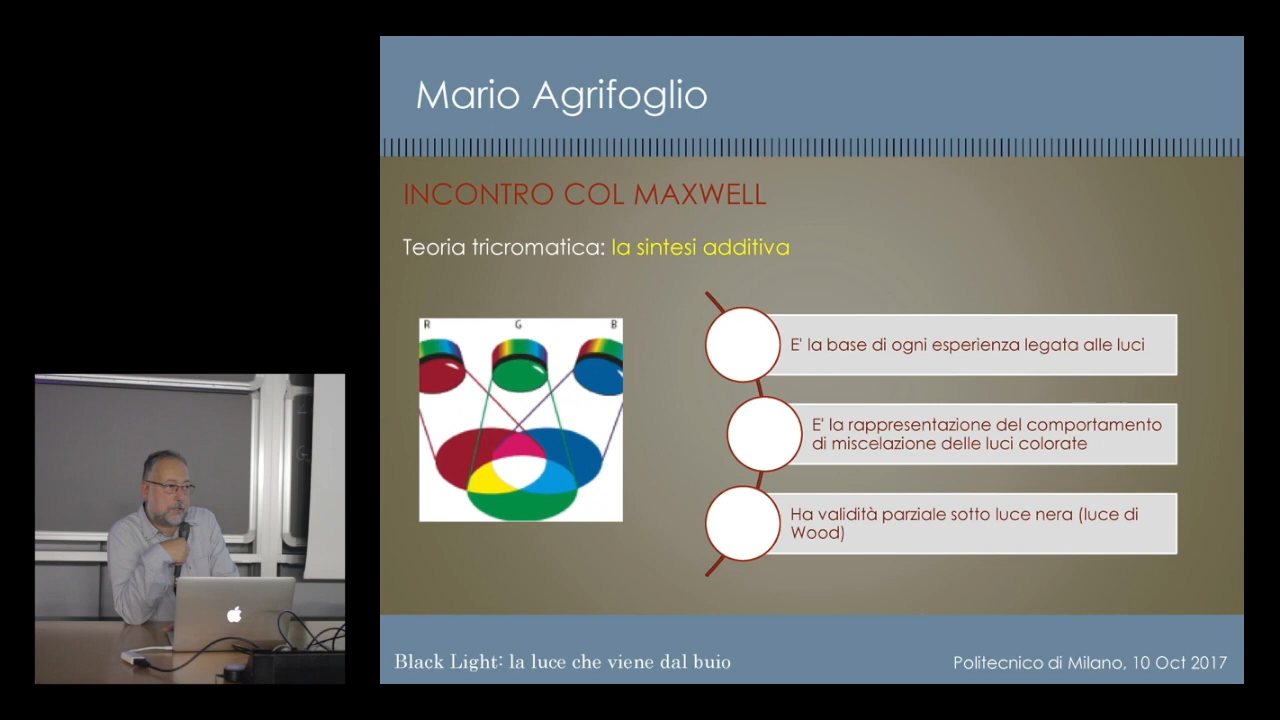 Mario Agrifoglio
INCONTRO COL MAXWELL
Teoria tricromatica: la sintesi additiva
R G B
E' la base di ogni esperienza legata alle luci
E' la rappresentazione del comportamento
di miscelazione delle luci colorate
Ha validità parziale sotto luce nera (luce di
Wood)
Black Light: la luce che viene dal buio
Politecnico di Milano, 10 Oct 2017